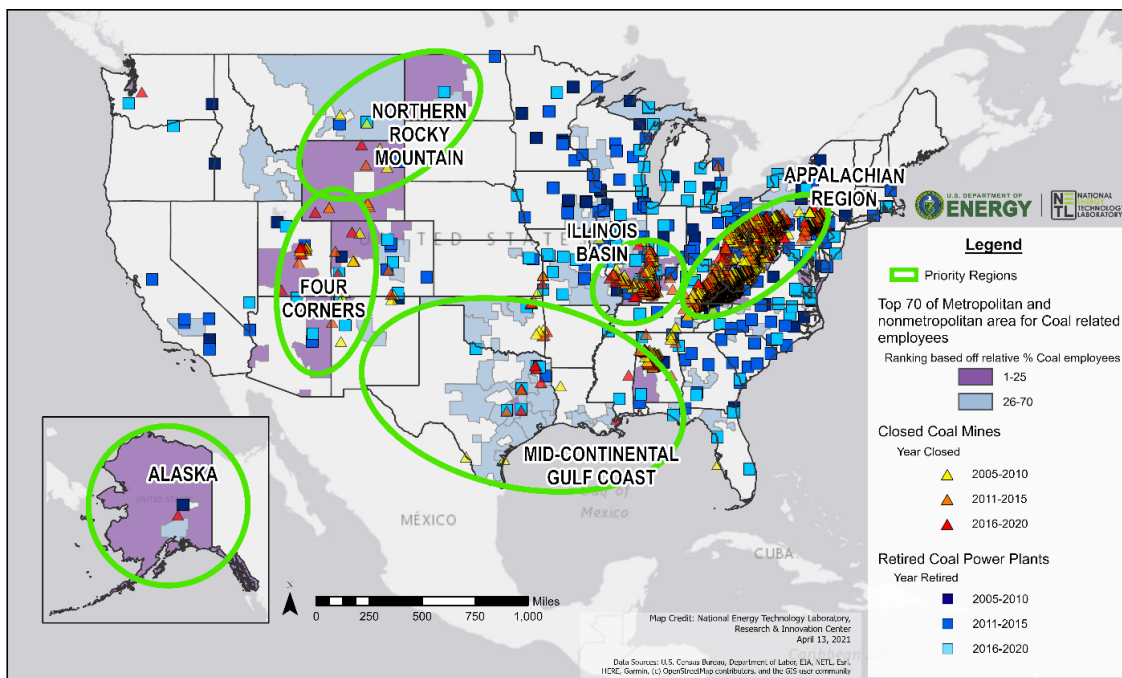 NORTHERN
ROCKY
MOUNTAIN
APPALACHIAN
REGION
ILLINOIS
BASIN
UNITED STATES
FOUR
CORNERS
MID-CONTINENTAL
GULF COAST
Gulf of
Mexico
MÉXICO
CUBA
ALASKA
UNITED STATES
N
0 250 500 750 1,000
Miles
Map Credit: National Energy Technology Laboratory,
Research & Innovation Center
April 13, 2021
Data Sources: U.S. Census Bureau, Department of Labor, EIA, NETL, Esri,
HERE, Garmin, (c) OpenStreetMap contributors, and the GIS user community
Caribbean
U.S. DEPARTMENT OF
ENERGY
NETL
NATIONAL
ENERGY
TECHNOLOGY
LABORATORY
Legend
Priority Regions
Top 70 of Metropolitan and
nonmetropolitan area for Coal related
employees
Ranking based off relative % Coal employees
1-25
26-70
Closed Coal Mines
Year Closed
2005-2010
2011-2015
2016-2020
Retired Coal Power Plants
Year Retired
2005-2010
2011-2015
2016-2020